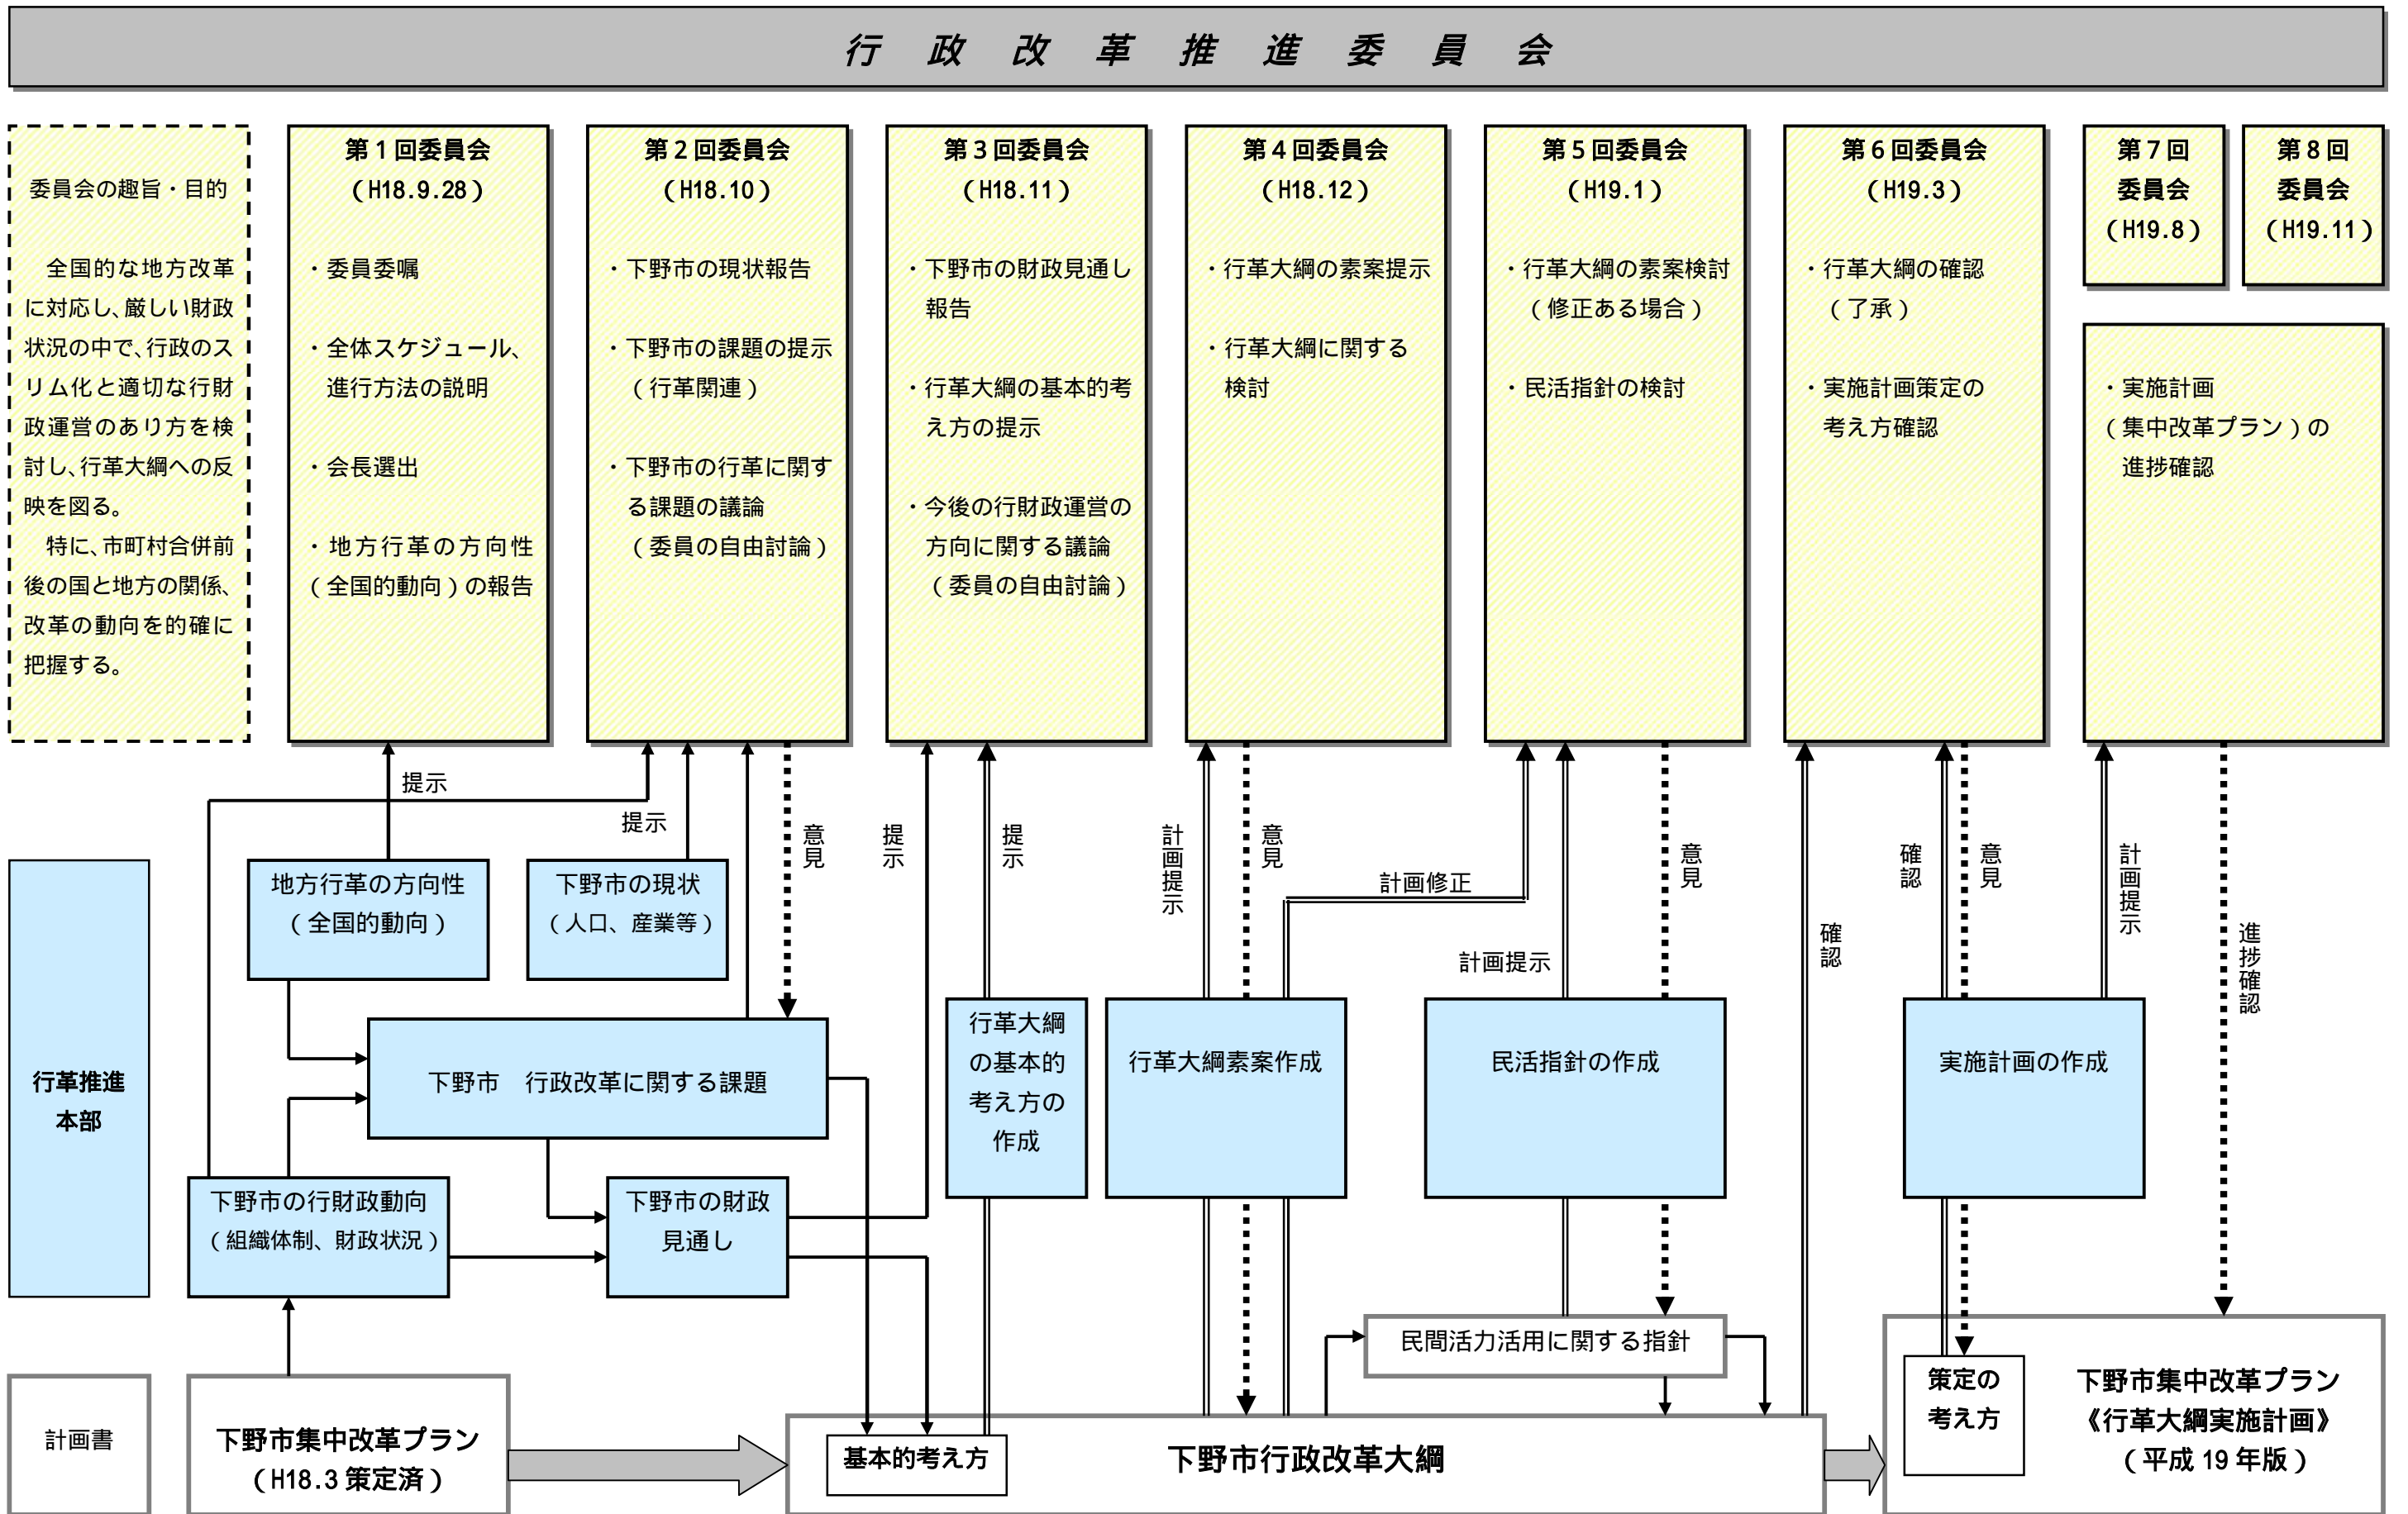 行政改革推進委員会
委員会の趣旨・目的
全国的な地方改革
に対応し、厳しい財政
状況の中で、行政のス
リム化と適切な行財
政運営のあり方を検
討し、行革大綱への反
映を図る。
特に、市町村合併前
後の国と地方の関係、
改革の動向を的確に
把握する。
第1回委員会
（H18.9.28）
・委員委嘱
・全体スケジュール、
進行方法の説明
・会長選出
・地方行革の方向性
（全国的動向）の報告
第2回委員会
（H18.10）
・下野市の現状報告
・下野市の課題の提示
（行革関連）
・下野市の行革に関す
る課題の議論
（委員の自由討論）
第3回委員会
（H18.11）
・下野市の財政見通し
報告
・行革大綱の基本的考
え方の提示
・今後の行財政運営の
方向に関する議論
（委員の自由討論）
第4回委員会
（H18.12）
・行革大綱の素案提示
・行革大綱に関する
検討
第5回委員会
（H19.1）
・行革大綱の素案検討
（修正ある場合）
・民活指針の検討
第6回委員会
（H19.3）
・行革大綱の確認
（了承）
・実施計画策定の
考え方確認
第7回
委員会
（H19.8）
第8回
委員会
（H19.11）
・実施計画
（集中改革プラン）の
進捗確認
提示
提示
意見
提示
提示
計画提示
意見
計画修正
計画提示
意見
確認
確認
意見
計画提示
進捗確認
行革推進
本部
地方行革の方向性
（全国的動向）
下野市の現状
（人口、産業等）
下野市　行政改革に関する課題
下野市の行財政動向
（組織体制、財政状況）
下野市の財政
見通し
行革大綱
の基本的
考え方の
作成
行革大綱素案作成
民活指針の作成
実施計画の作成
民間活力活用に関する指針
計画書
下野市集中改革プラン
（H18.3 策定済）
基本的考え方
下野市行政改革大綱
策定の
考え方
下野市集中改革プラン
《行革大綱実施計画》
（平成 19 年版）